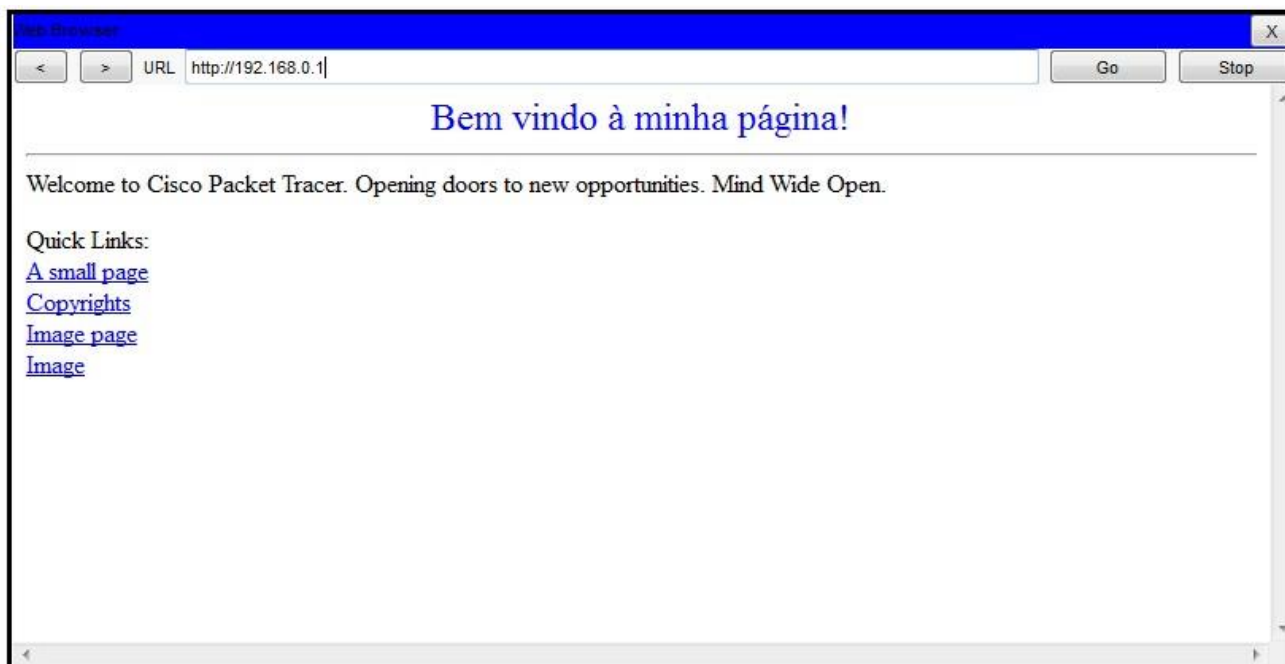 Web Browser
X
< > URL http://192.168.0.1 Go Stop
Bem vindo à minha página!
Welcome to Cisco Packet Tracer. Opening doors to new opportunities. Mind Wide Open.
Quick Links:
A small page
Copyrights
Image page
Image